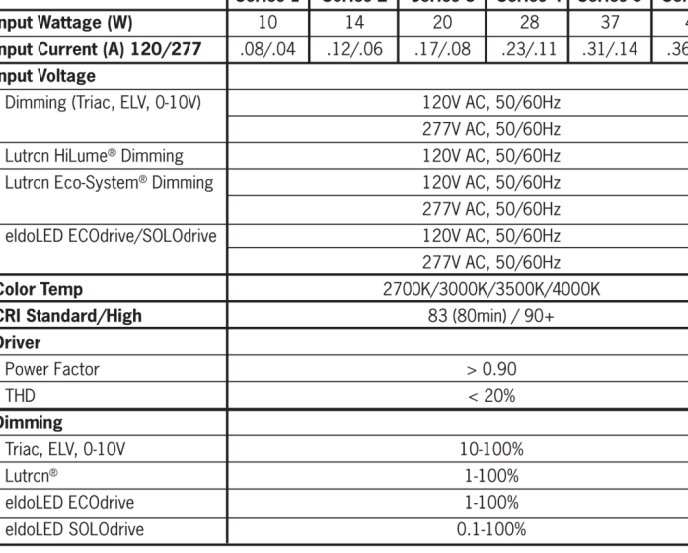 Input Wattage (W) 10 14 20 28 37 4
Input Current (A) 120/277 .08/.04 .12/.06 .17/.08 .23/.11 .31/.14 .36
Input Voltage
Dimming (Triac, ELV, 0-10V) 120V AC, 50/60Hz
277V AC, 50/60Hz
Lutrcn HiLume® Dimming 120V AC, 50/60Hz
Lutrcn Eco-System® Dimming 120V AC, 50/60Hz
277V AC, 50/60Hz
eldoLED ECOdrive/SOLOdrive 120V AC, 50/60Hz
277V AC, 50/60Hz
Color Temp 2700K/3000K/3500K/4000K
CRI Standard/High 83 (80min) / 90+
Driver
Power Factor > 0.90
THD < 20%
Dimming
Triac, ELV, 0-10V 10-100%
Lutrcn® 1-100%
eldoLED ECOdrive 1-100%
eldoLED SOLOdrive 0.1-100%